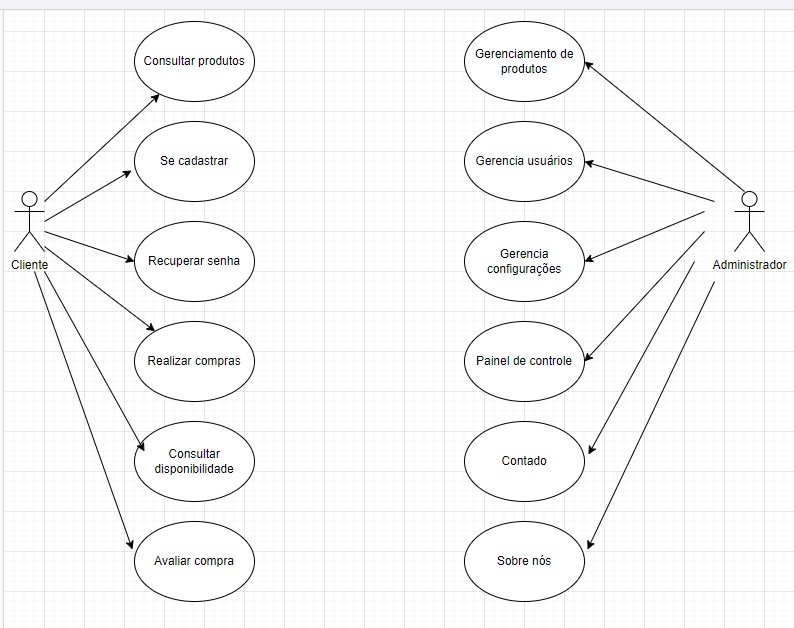 Consultar produtos
Se cadastrar
Recuperar senha
Realizar compras
Consultar
disponibilidade
Avaliar compra
Cliente
Gerenciamento de
produtos
Gerencia usuários
Gerencia
configurações
Painel de controle
Contado
Sobre nós
Administrador